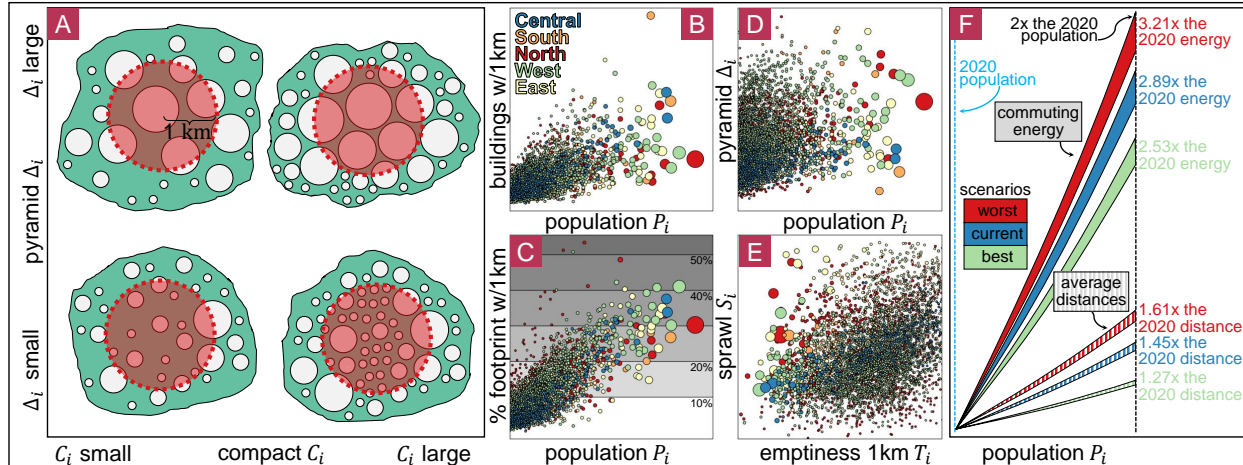 A
Δi large
pyramid Δi
Δi small
1 km
Ci small
compact Ci
Ci large
B
Central
South
North
West
East
buildings w/1km
population Pi
C
50%
40%
30%
20%
10%
% footprint w/1km
population Pi
D
pyramid Δi
population Pi
E
sprawl Si
emptiness 1km Ti
F
2x the 2020
population
2020
population
commuting
energy
scenarios
worst
current
best
average
distances
3.21x the
2020 energy
2.89x the
2020 energy
2.53x the
2020 energy
1.61x the
2020 distance
1.45x the
2020 distance
1.27x the
2020 distance
population Pi